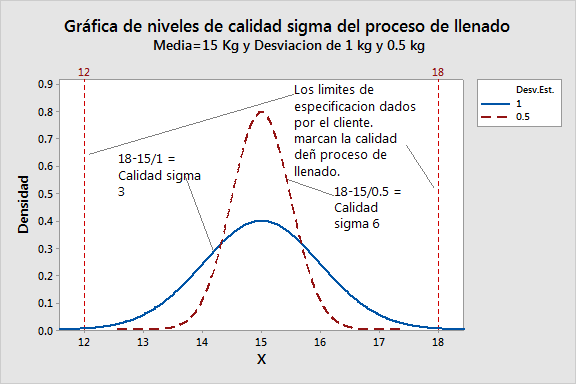 Gráfica de niveles de calidad sigma del proceso de llenado
Media=15 Kg y Desviacion de 1 kg y 0.5 kg
12
18
0.9
0.8
0.7
0.6
0.5
0.4
0.3
0.2
0.1
0.0
Densidad
Los limites de
especificacion dados
por el cliente.
marcan la calidad
deñ proceso de
llenado.
18-15/1 =
Calidad sigma
3
18-15/0.5 =
Calidad
sigma 6
Desv.Est.
1
0.5
12
13
14
15
16
17
18
X